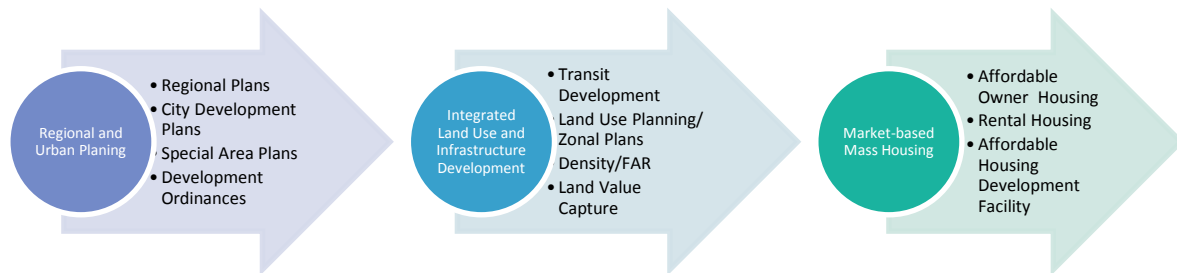 Regional and
Urban Planing
• Regional Plans
• City Development
Plans
• Special Area Plans
• Development
Ordinances
Integrated
Land Use and
Infrastructure
Development
• Transit
Development
• Land Use Planning/
Zonal Plans
• Density/FAR
• Land Value
Capture
Market-based
Mass Housing
• Affordable
Owner Housing
• Rental Housing
• Affordable
Housing
Development
Facility